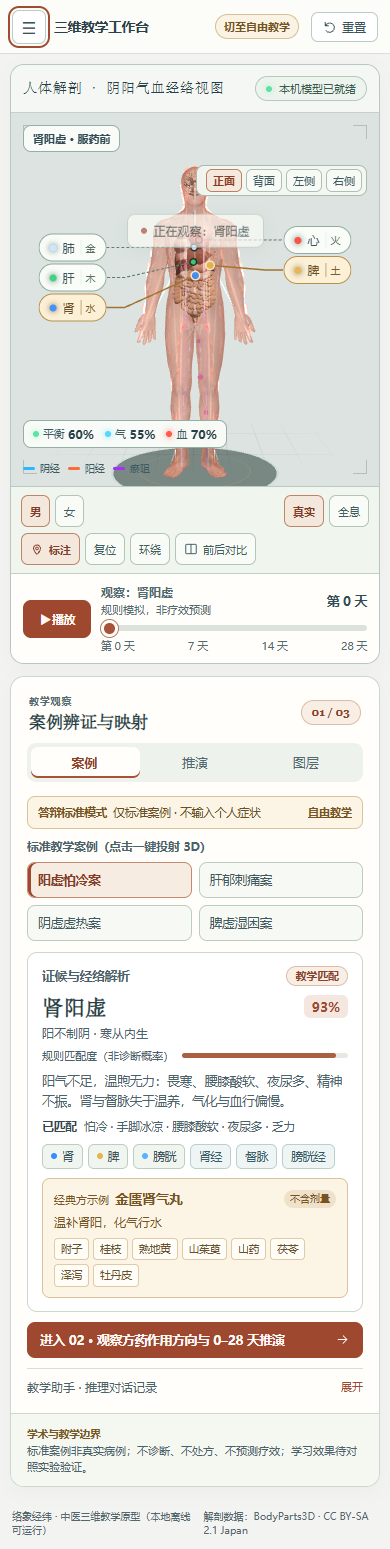 三维教学工作台
切至自由教学
重置
人体解剖 · 阴阳气血经络视图
本机模型已就绪
肾阳虚 • 服药前
正面 背面 左侧 右侧
正在观察：肾阳虚
肺 金
心 火
肝 木
脾 土
肾 水
平衡 60% 气 55% 血 70%
阴经 阳经 瘀阻
男 女 真实 全息
标注 复位 环绕 前后对比
▶播放
观察：肾阳虚
规则模拟，非疗效预测
第 0 天
第 0 天 7 天 14 天 28 天
教学观察
案例辨证与映射
01 / 03
案例 推演 图层
答辩标准模式 仅标准案例 · 不输入个人症状 自由教学
标准教学案例（点击一键投射 3D）
阳虚怕冷案 肝郁刺痛案
阴虚虚热案 脾虚湿困案
证候与经络解析 教学匹配
肾阳虚 93%
阳不制阴 · 寒从内生
规则匹配度（非诊断概率）
阳气不足，温煦无力：畏寒、腰膝酸软、夜尿多、精神
不振。肾与督脉失于温养，气化与血行偏慢。
已匹配 怕冷 · 手脚冰凉 · 腰膝酸软 · 夜尿多 · 乏力
肾 脾 膀胱 肾经 督脉 膀胱经
经典方示例 金匮肾气丸 不含剂量
温补肾阳，化气行水
附子 桂枝 熟地黄 山茱萸 山药 茯苓
泽泻 牡丹皮
进入 02 • 观察方药作用方向与 0–28 天推演 →
教学助手 · 推理对话记录 展开
学术与教学边界
标准案例非真实病例；不诊断、不处方、不预测疗效；学习效果待对
照实验验证。
洛象经纬 · 中医三维教学原型（本地离线
可运行）
解剖数据：BodyParts3D · CC BY-SA
2.1 Japan